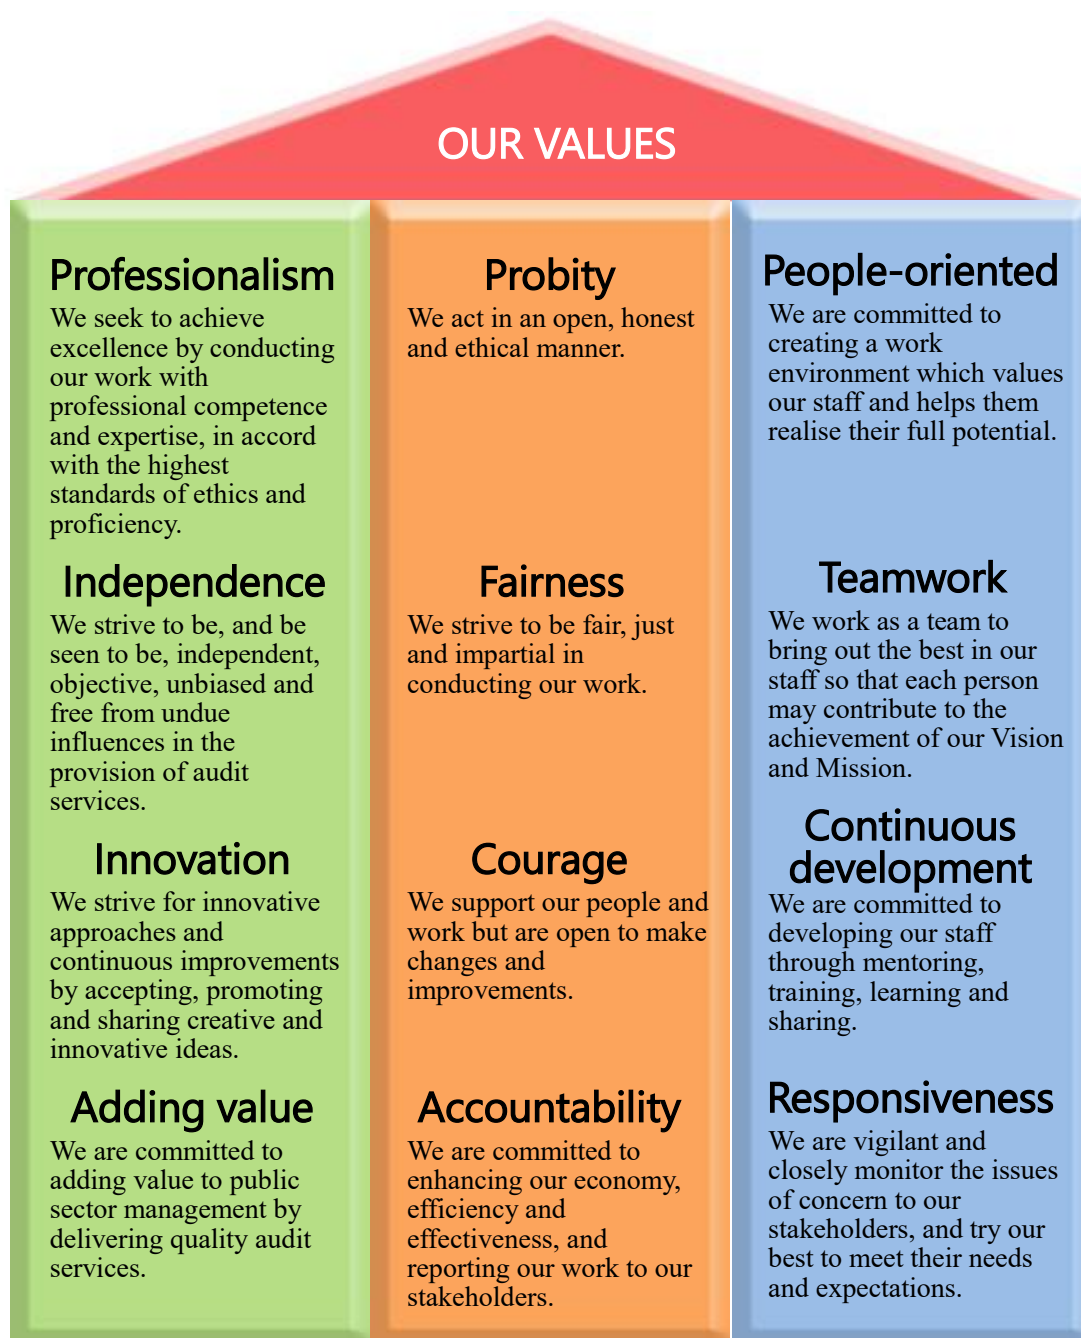 OUR VALUES
Professionalism
We seek to achieve
excellence by conducting
our work with
professional competence
and expertise, in accord
with the highest
standards of ethics and
proficiency.
Independence
We strive to be, and be
seen to be, independent,
objective, unbiased and
free from undue
influences in the
provision of audit
services.
Innovation
We strive for innovative
approaches and
continuous improvements
by accepting, promoting
and sharing creative and
innovative ideas.
Adding value
We are committed to
adding value to public
sector management by
delivering quality audit
services.
Probity
We act in an open, honest
and ethical manner.
Fairness
We strive to be fair, just
and impartial in
conducting our work.
Courage
We support our people and
work but are open to make
changes and
improvements.
Accountability
We are committed to
enhancing our economy,
efficiency and
effectiveness, and
reporting our work to our
stakeholders.
People-oriented
We are committed to
creating a work
environment which values
our staff and helps them
realise their full potential.
Teamwork
We work as a team to
bring out the best in our
staff so that each person
may contribute to the
achievement of our Vision
and Mission.
Continuous
development
We are committed to
developing our staff
through mentoring,
training, learning and
sharing.
Responsiveness
We are vigilant and
closely monitor the issues
of concern to our
stakeholders, and try our
best to meet their needs
and expectations.